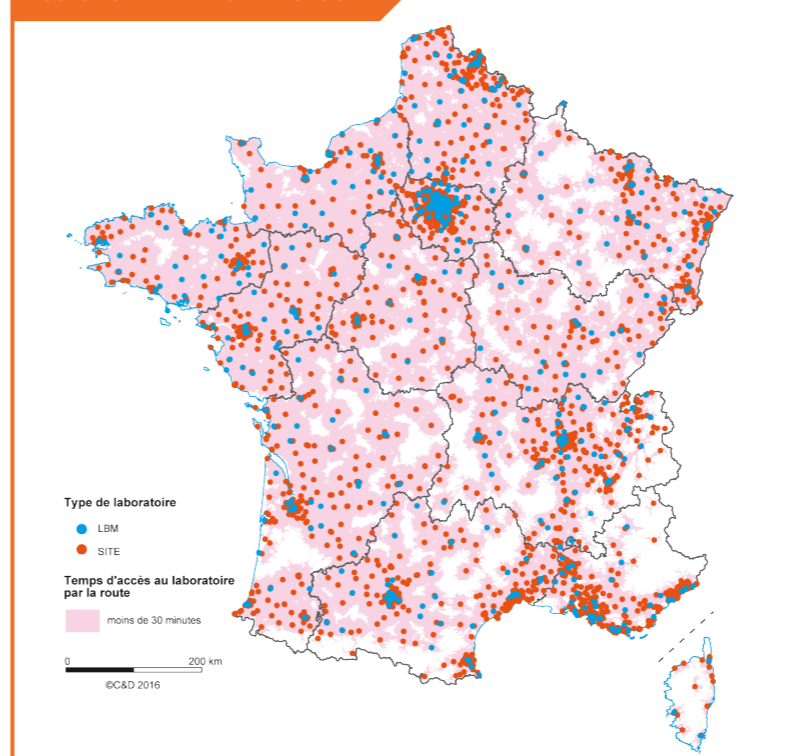 Type de laboratoire
LBM
SITE
Temps d'accès au laboratoire
par la route
moins de 30 minutes
0 200 km
©C&D 2016